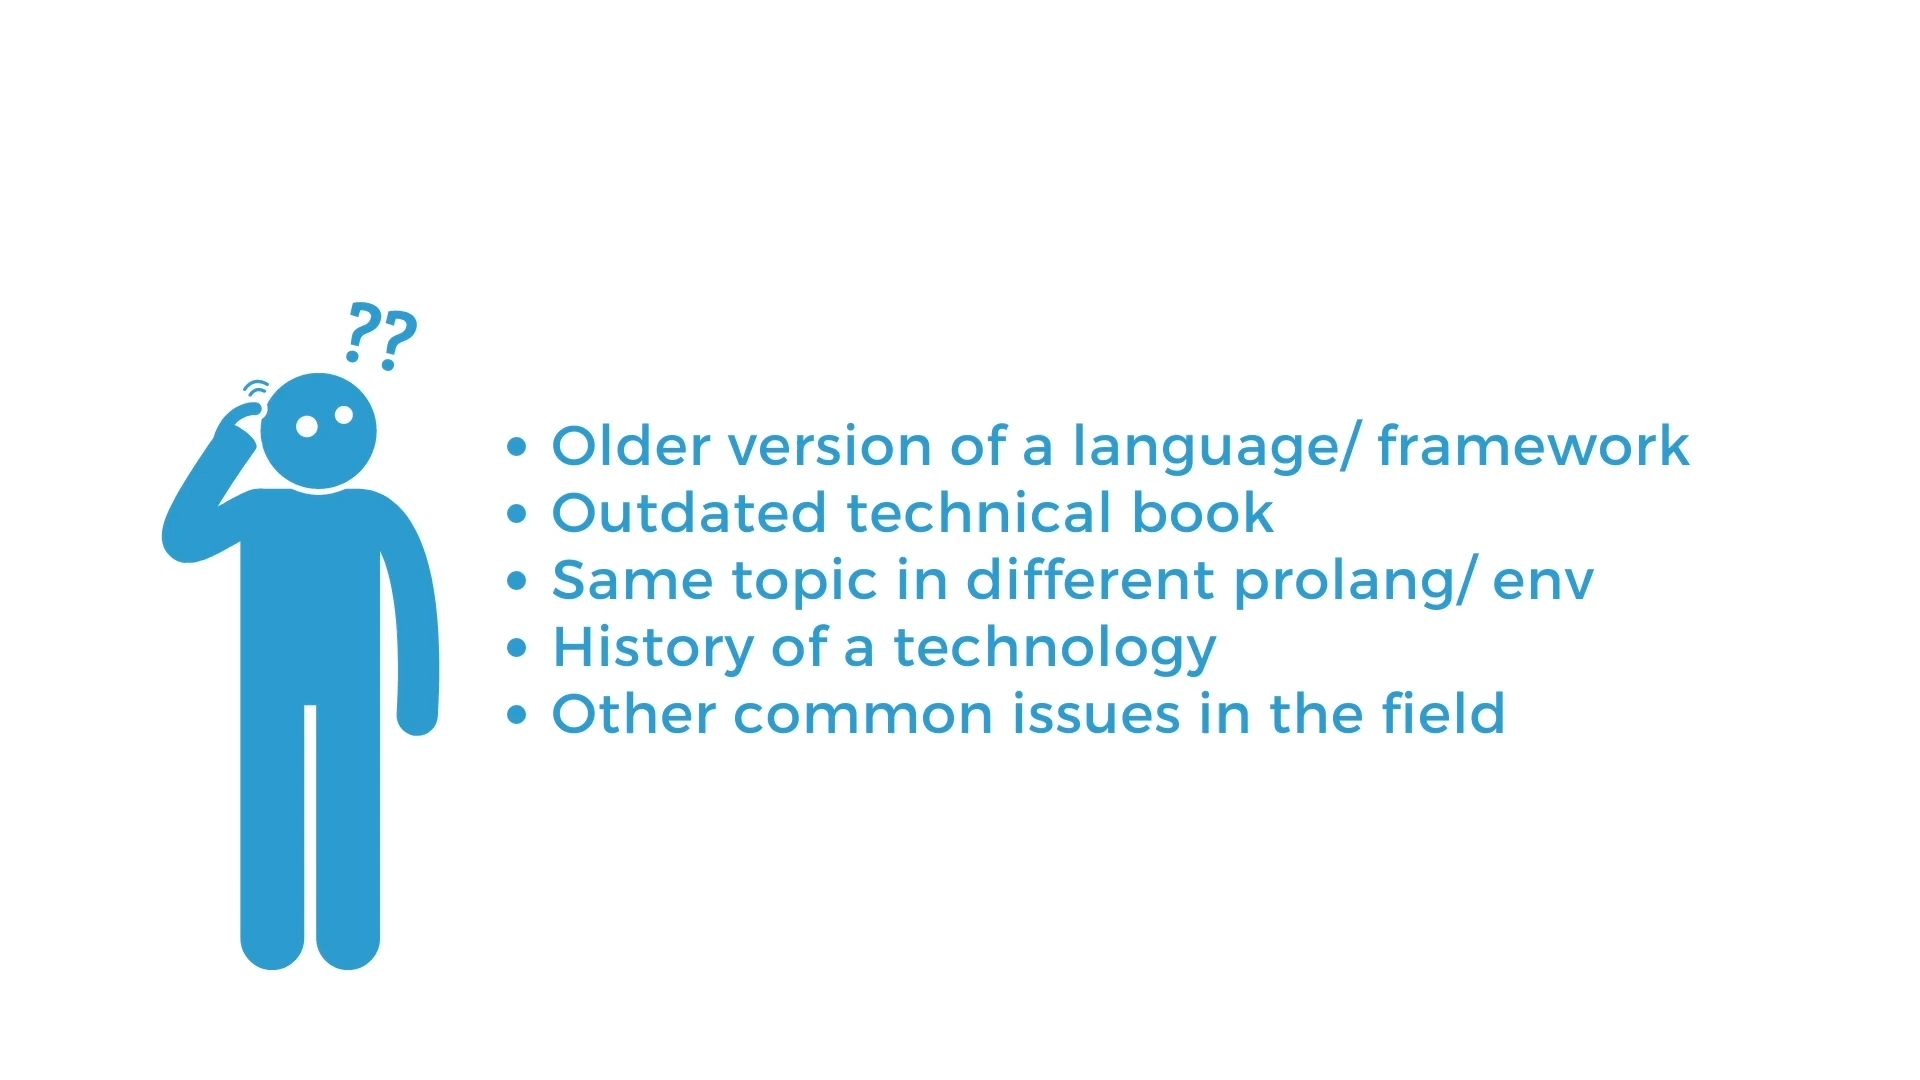 ??
• Older version of a language/ framework
• Outdated technical book
• Same topic in different prolang/ env
• History of a technology
• Other common issues in the field